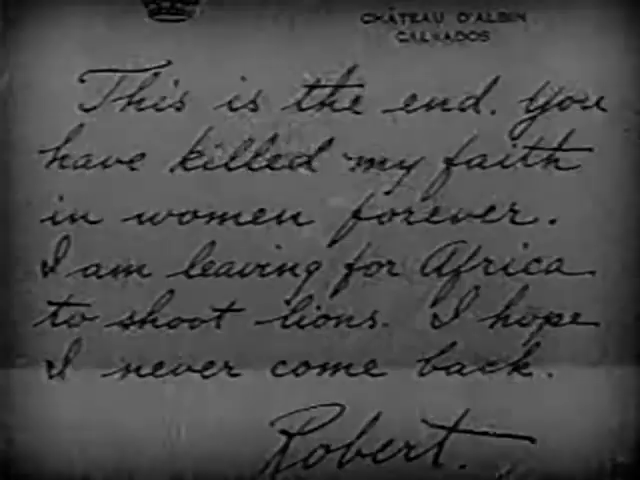 CHÂTEAU D'ALBIN
CALVADOS
This is the end. You
have killed my faith
in women forever.
I am leaving for Africa
to shoot lions. I hope
I never come back.
Robert.